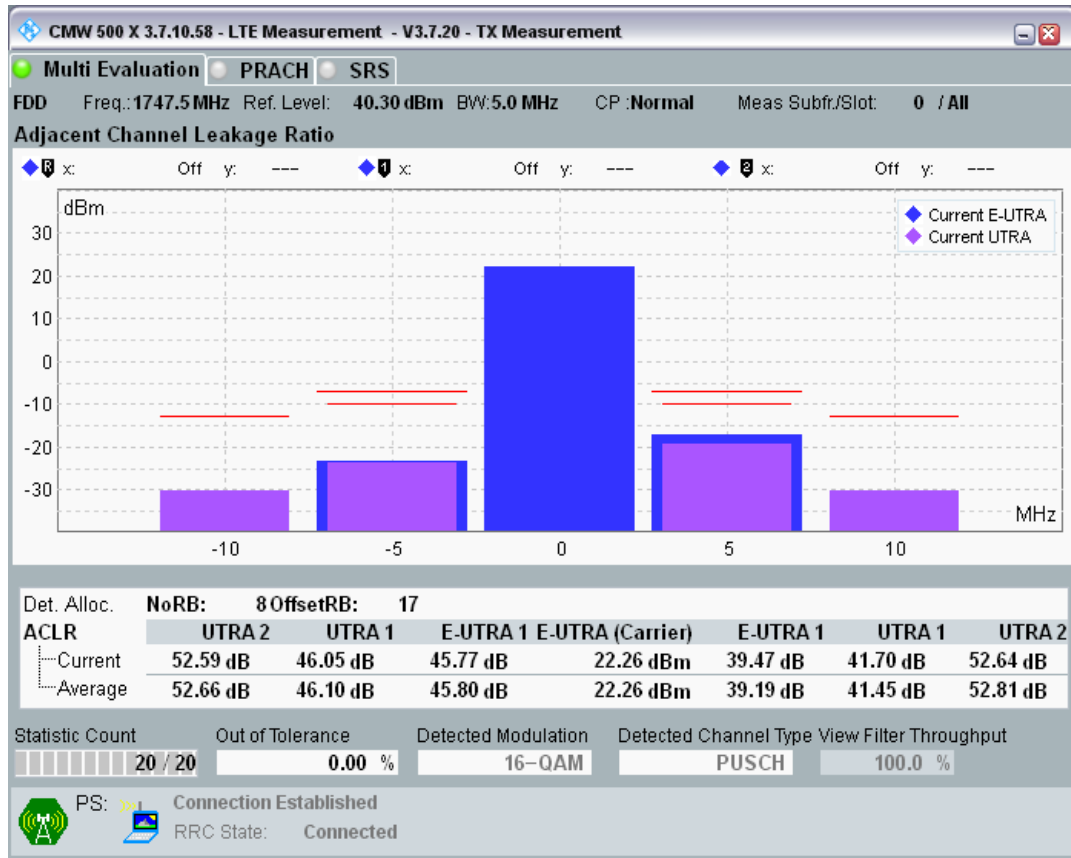 CMW 500 X 3.7.10.58 - LTE Measurement - V3.7.20 - TX Measurement
Multi Evaluation PRACH SRS
FDD Freq.:1747.5 MHz Ref. Level: 40.30 dBm BW:5.0 MHz CP :Normal Meas Subfr./Slot: 0 / All
Adjacent Channel Leakage Ratio
R x: Off y: --- 1 x: Off y: --- 2 x: Off y: ---
dBm
Current E-UTRA
Current UTRA
30
20
10
0
-10
-20
-30
MHz
-10 -5 0 5 10
Det. Alloc. NoRB: 8 OffsetRB: 17
ACLR UTRA 2 UTRA 1 E-UTRA 1 E-UTRA (Carrier) E-UTRA 1 UTRA 1 UTRA 2
Current 52.59 dB 46.05 dB 45.77 dB 22.26 dBm 39.47 dB 41.70 dB 52.64 dB
Average 52.66 dB 46.10 dB 45.80 dB 22.26 dBm 39.19 dB 41.45 dB 52.81 dB
Statistic Count Out of Tolerance Detected Modulation Detected Channel Type View Filter Throughput
20 / 20 0.00 % 16-QAM PUSCH 100.0 %
PS: Connection Established
RRC State: Connected